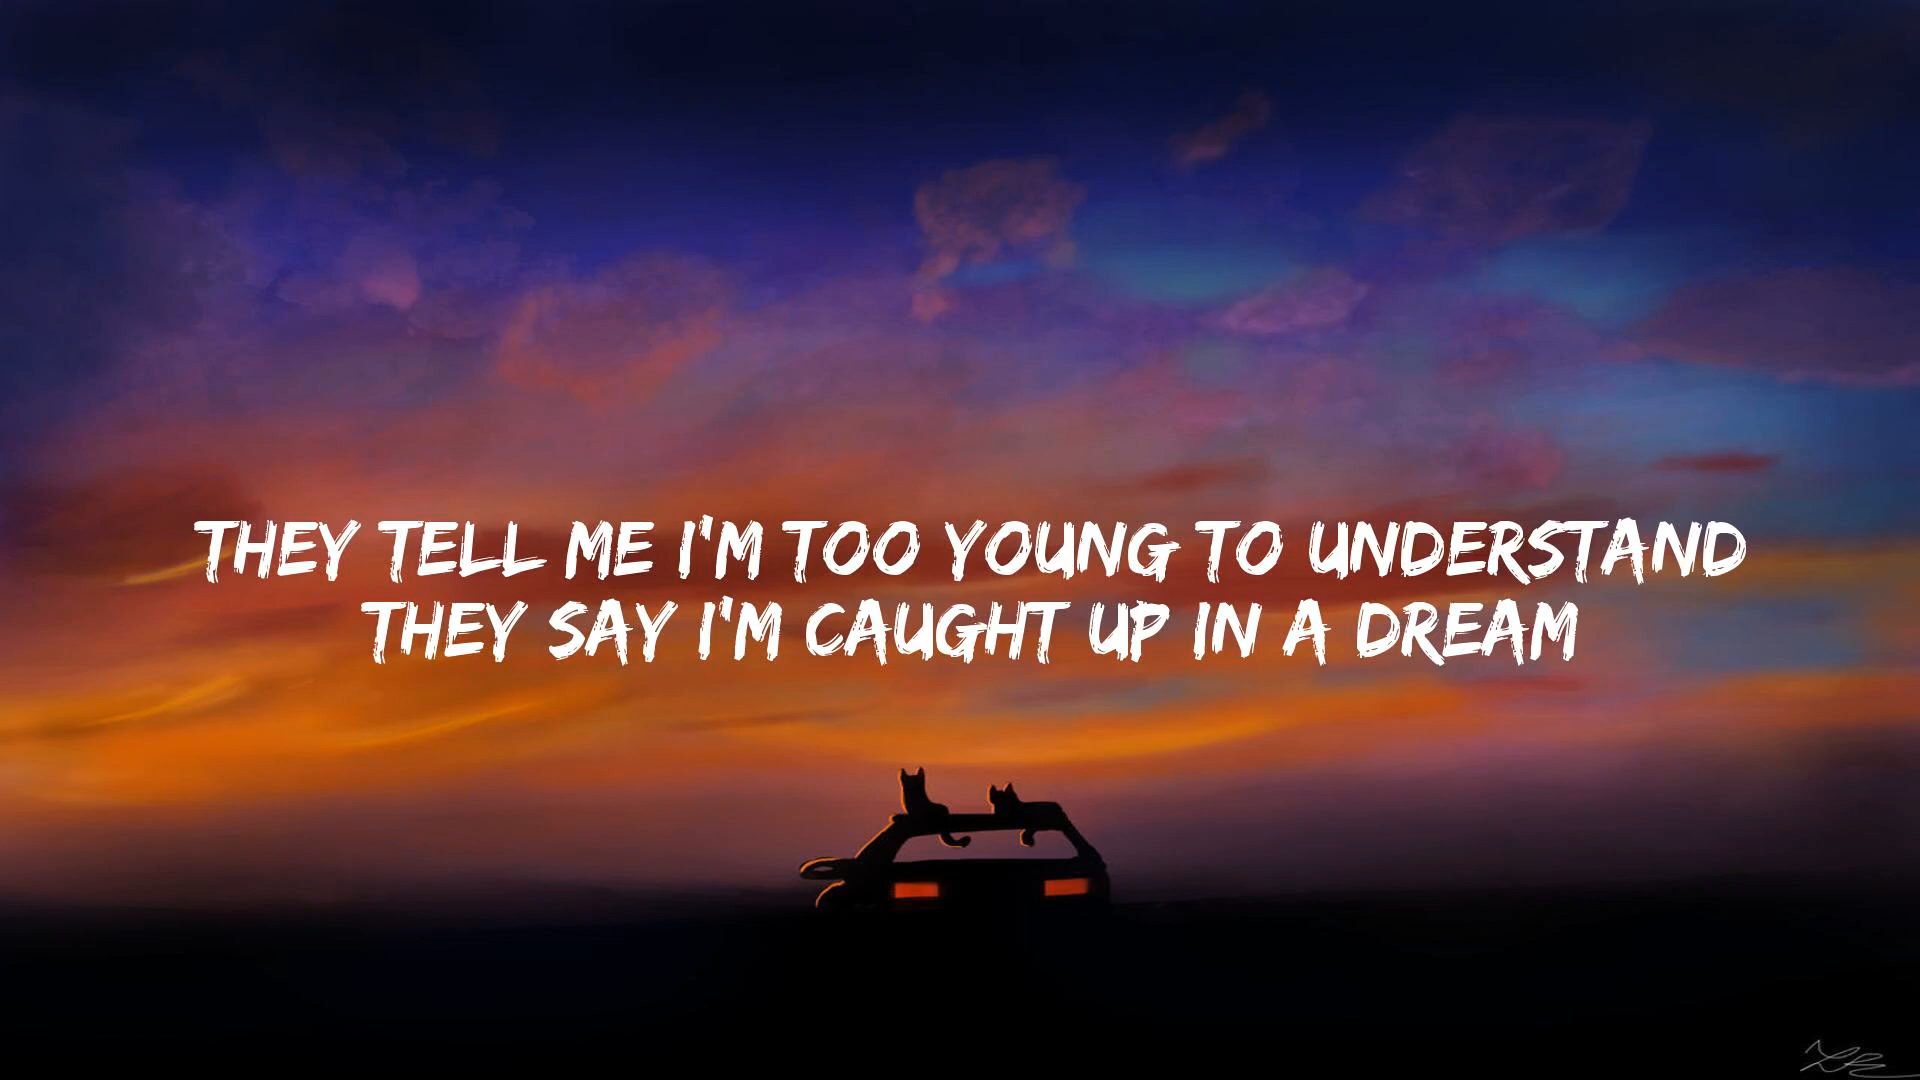 THEY TELL ME I'M TOO YOUNG TO UNDERSTAND
THEY SAY I'M CAUGHT UP IN A DREAM